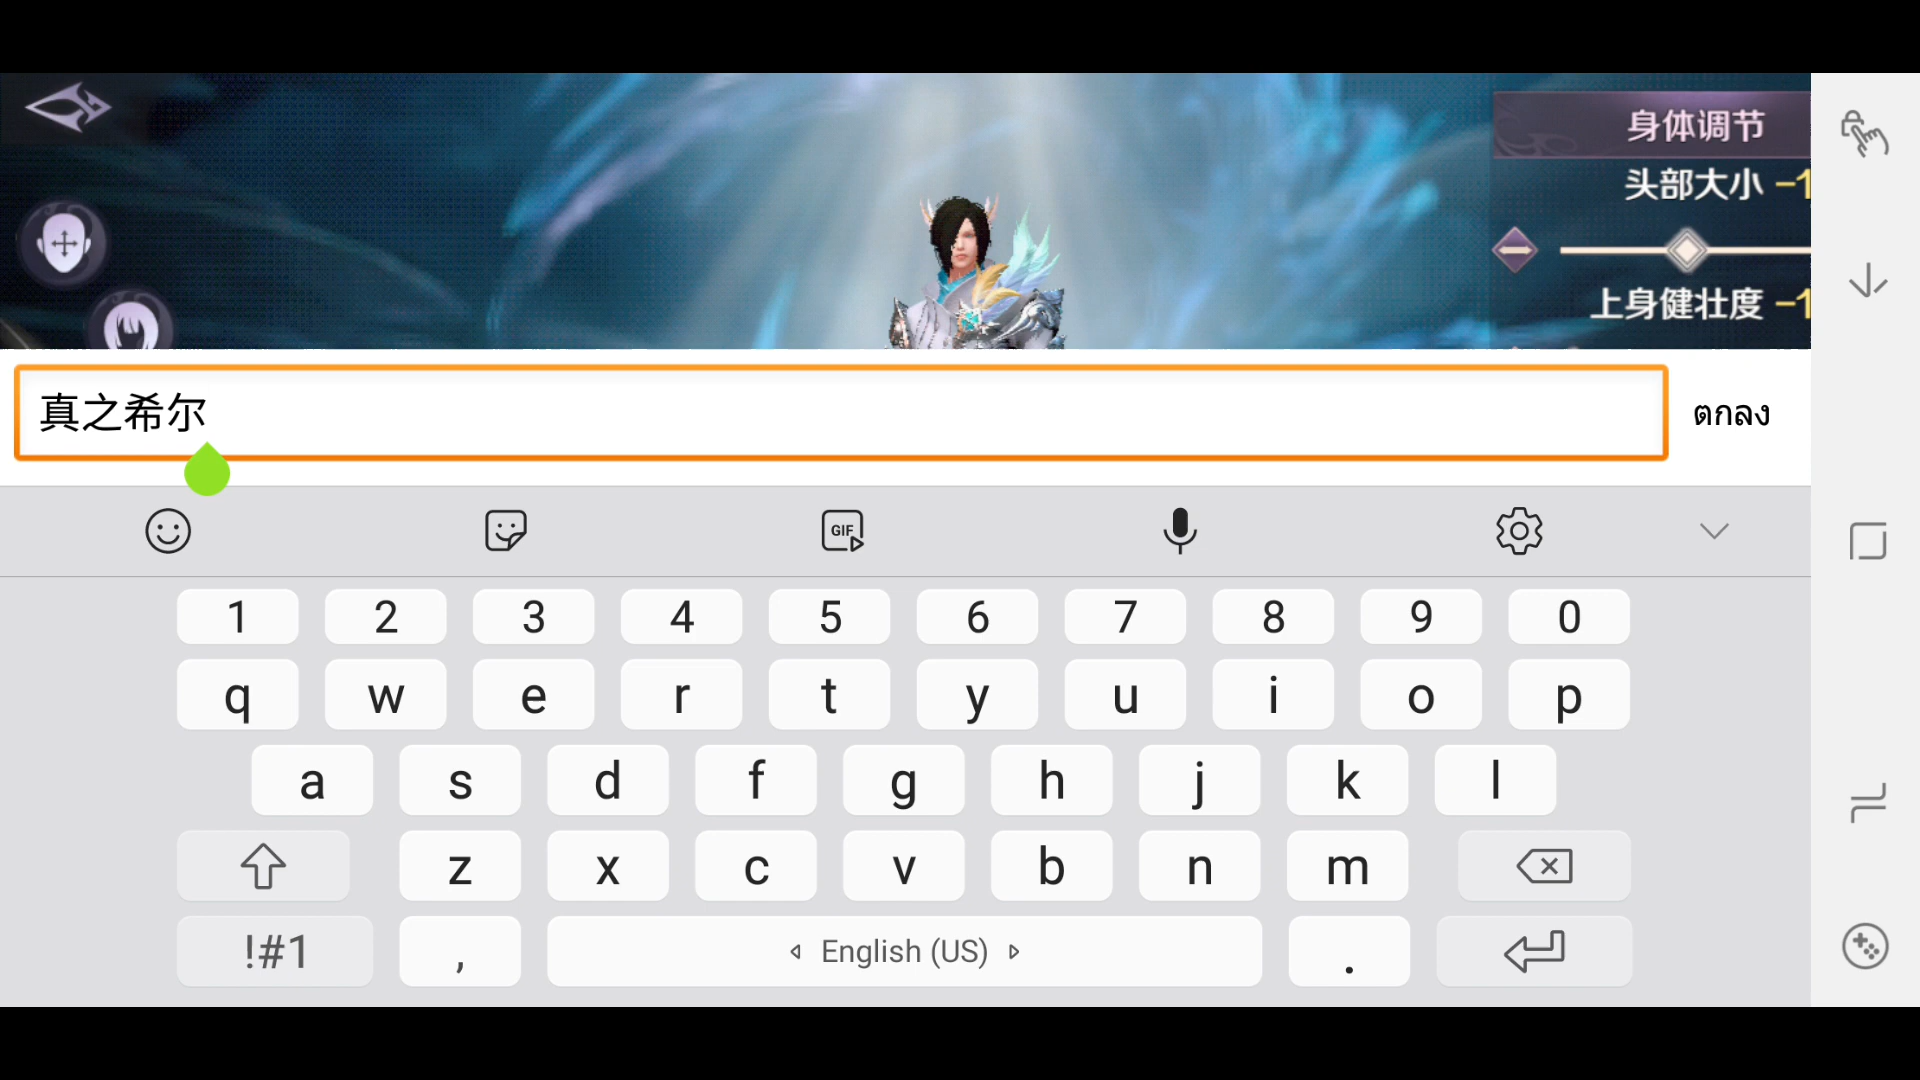 身体调节
头部大小 -1
上身健壮度 -1
真之希尔
ตกลง
GIF
1 2 3 4 5 6 7 8 9 0
q w e r t y u i o p
a s d f g h j k l
z x c v b n m
!#1 , English (US) .